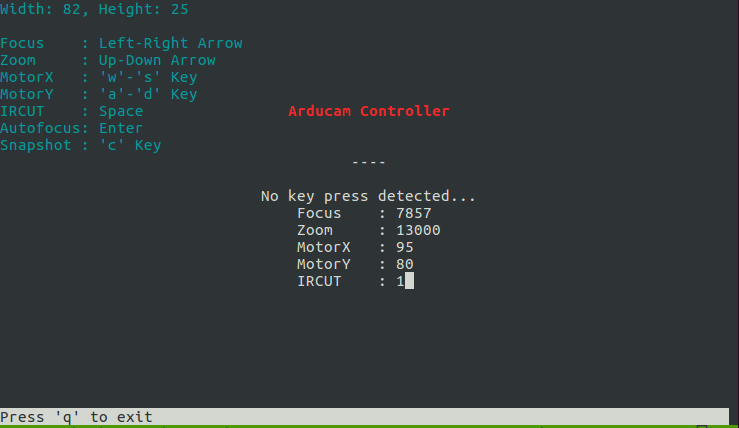 Width: 82, Height: 25
Focus    : Left-Right Arrow
Zoom     : Up-Down Arrow
MotorX   : 'w'-'s' Key
MotorY   : 'a'-'d' Key
IRCUT    : Space
Arducam Controller
Autofocus: Enter
Snapshot : 'c' Key
----
No key press detected...
Focus    : 7857
Zoom     : 13000
MotorX   : 95
MotorY   : 80
IRCUT    : 1
Press 'q' to exit